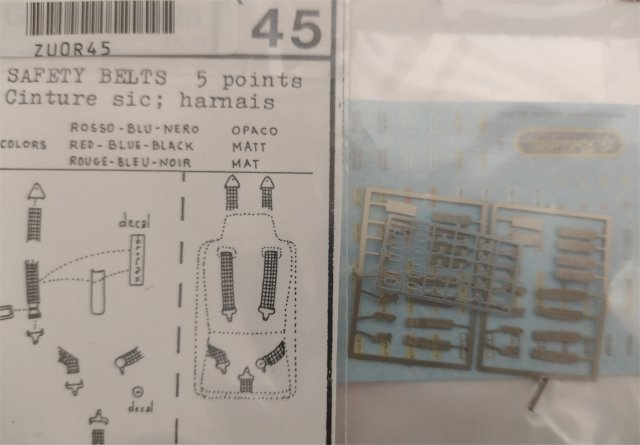 ZUOR45
45
SAFETY BELTS 5 points
Cinture sic; harnais
COLORS
ROSSO-BLU-NERO OPACO
RED-BLUE-BLACK MATT
ROUGE-BLEU-NOIR MAT
decal
decal